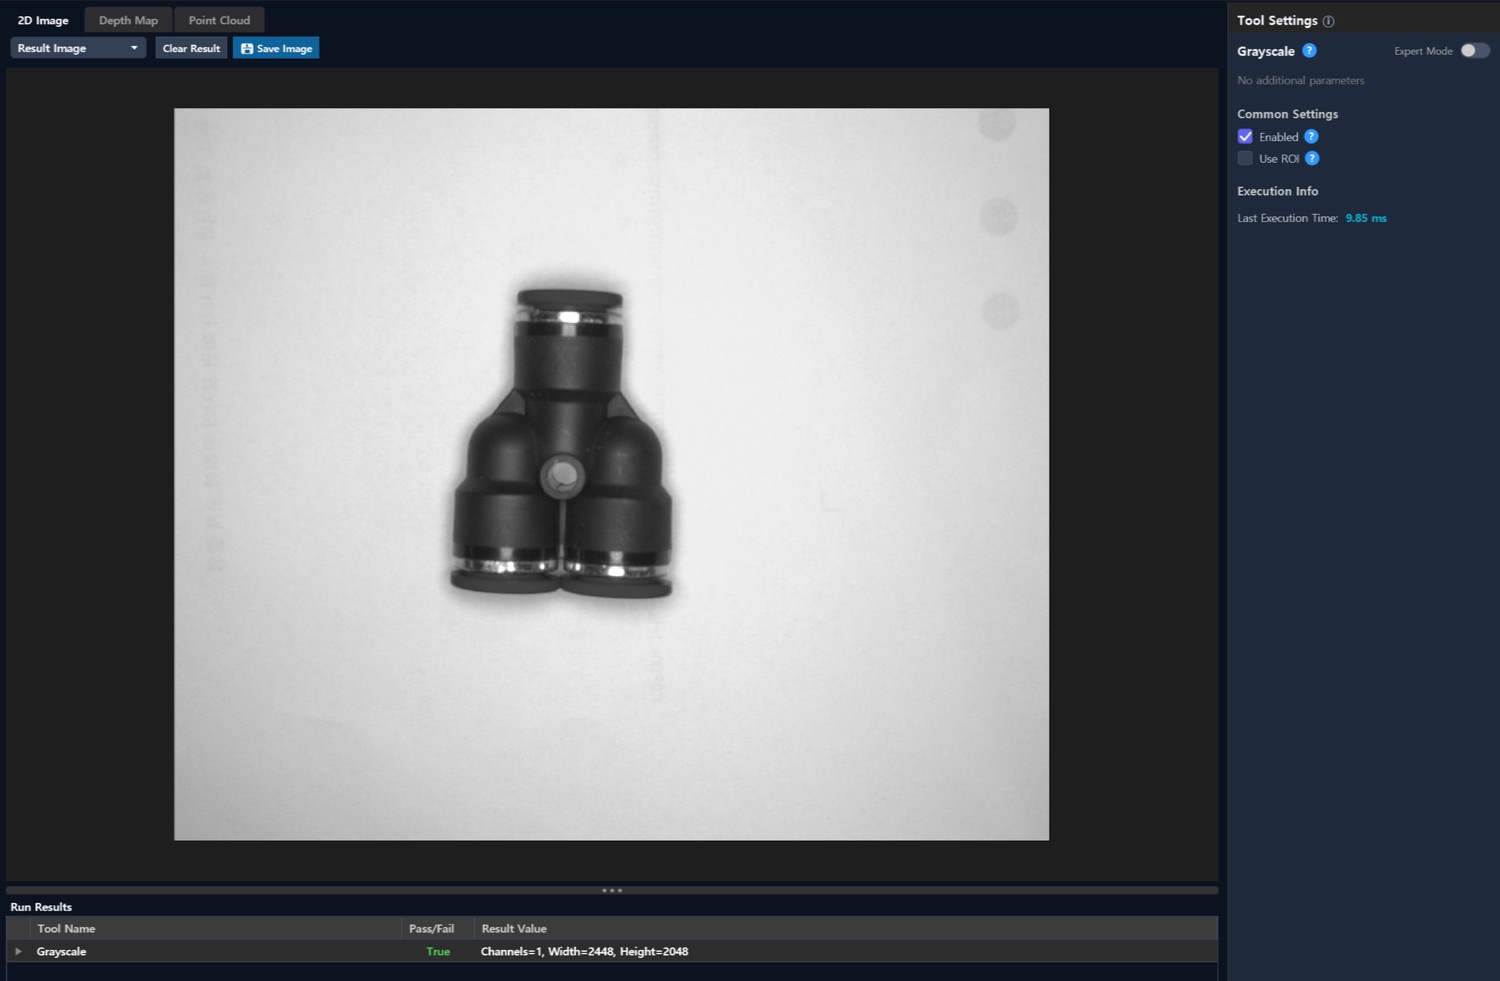 2D Image Depth Map Point Cloud
Result Image Clear Result Save Image
Tool Settings
Grayscale ? Expert Mode
No additional parameters
Common Settings
Enabled ?
Use ROI ?
Execution Info
Last Execution Time: 9.85 ms
Run Results
Tool Name Pass/Fail Result Value
Grayscale True Channels=1, Width=2448, Height=2048